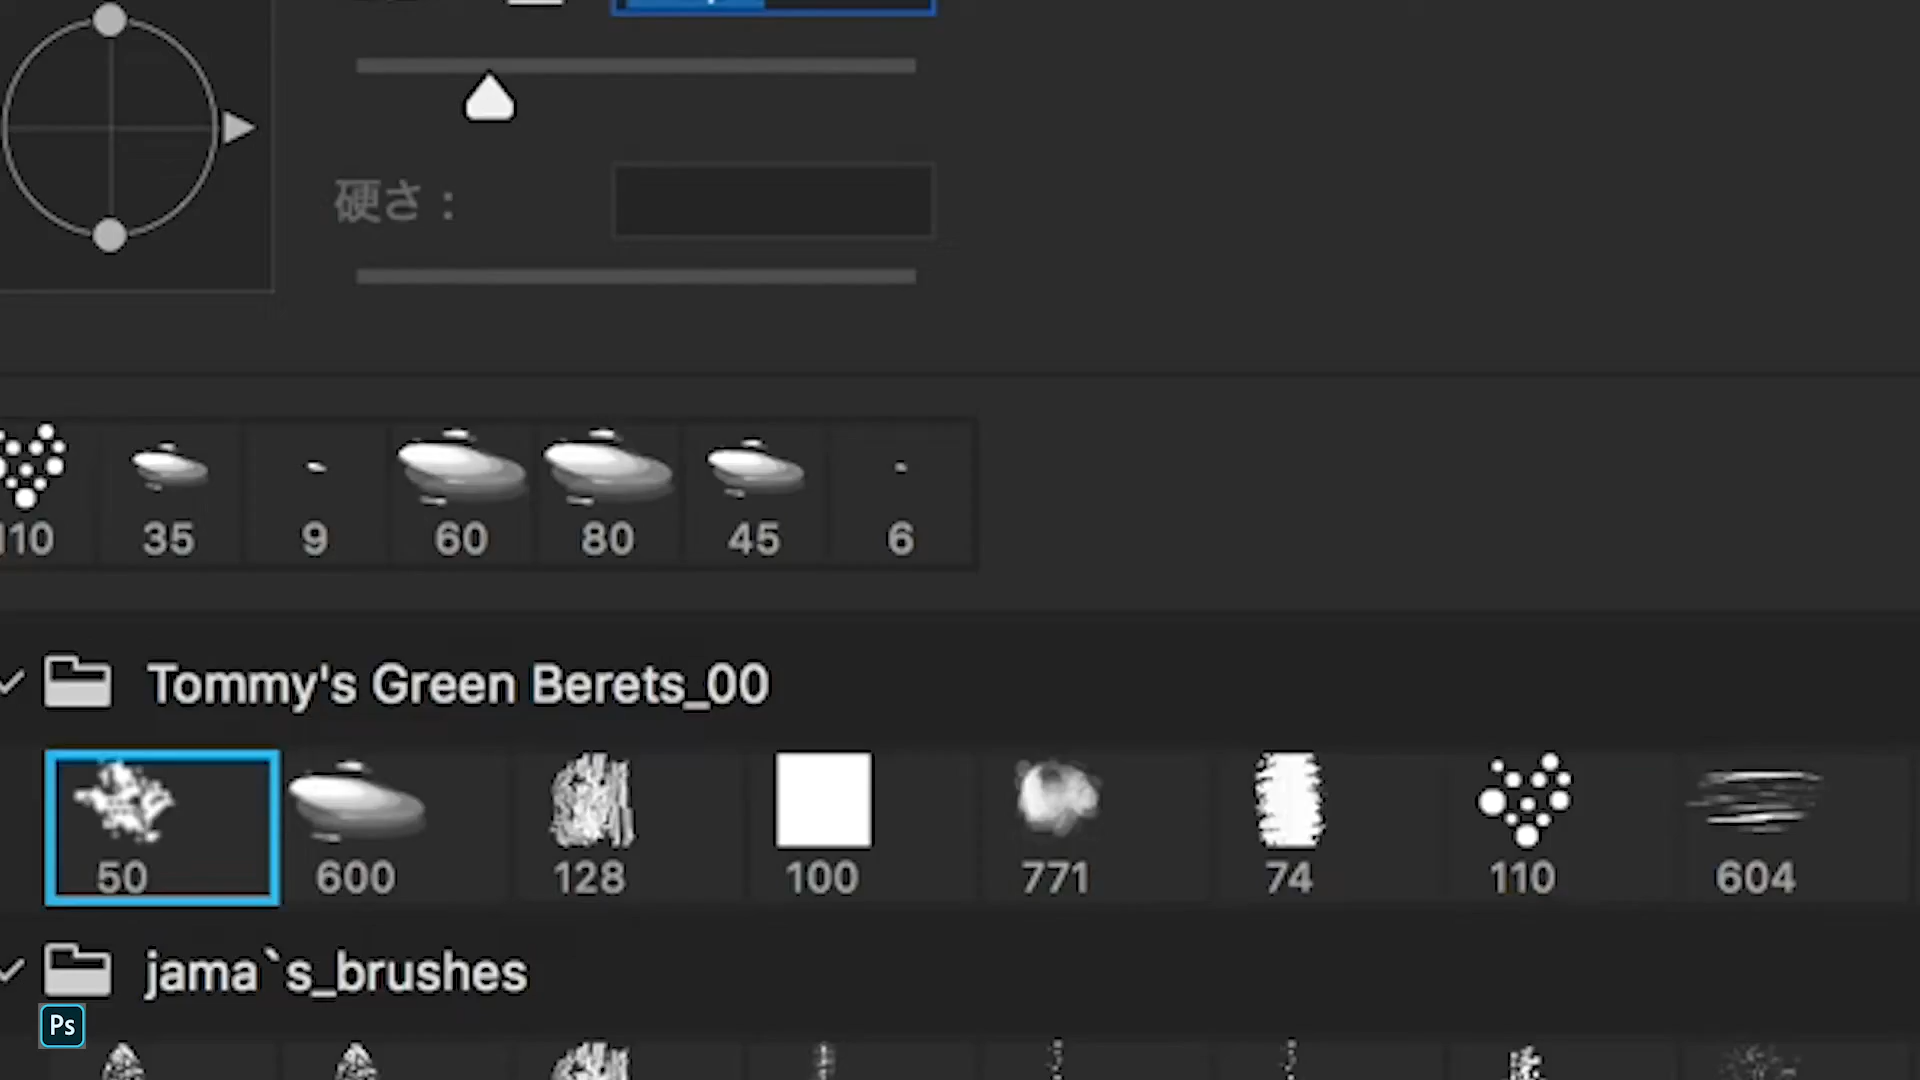 硬さ：
110 35 9 60 80 45 6
Tommy's Green Berets_00
50 600 128 100 771 74 110 604
jama`s_brushes
Ps